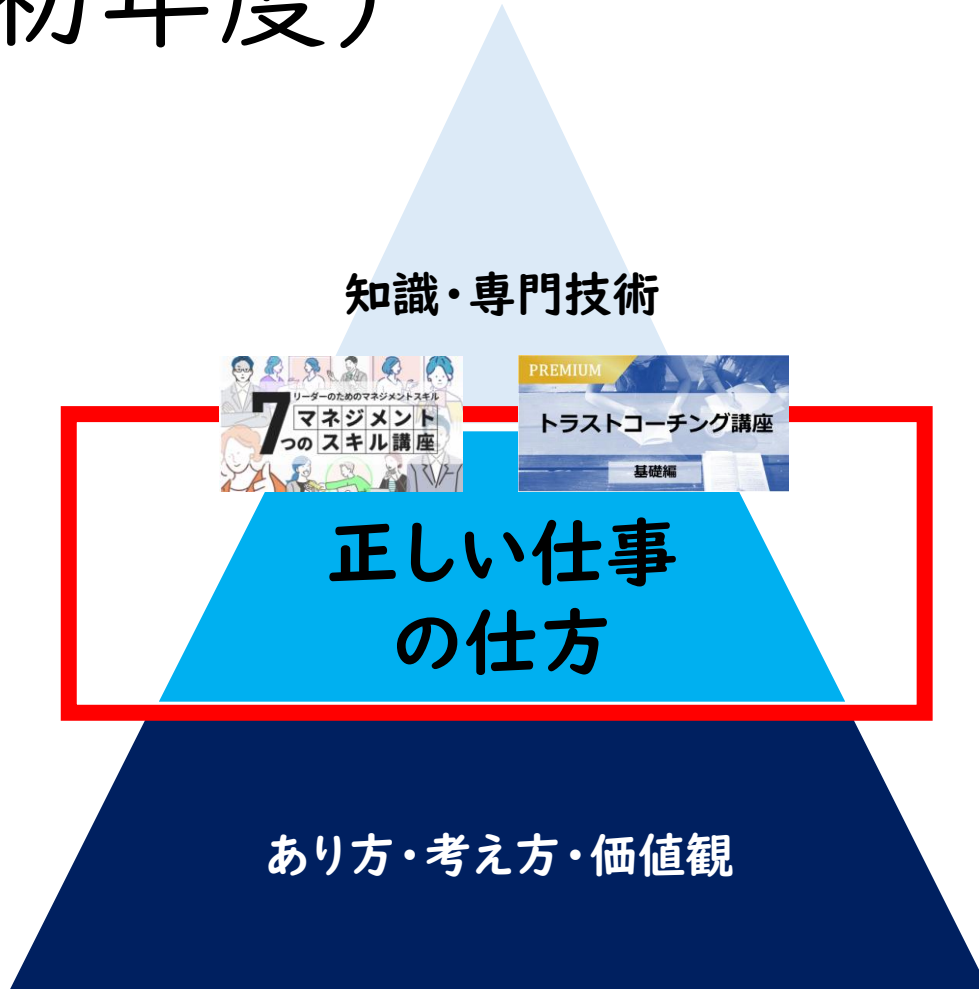 初年度)
知識・専門技術
リーダーのためのマネジメントスキル
7つの
マネジメント
スキル講座
PREMIUM
トラストコーチング講座
基礎編
正しい仕事
の仕方
あり方・考え方・価値観